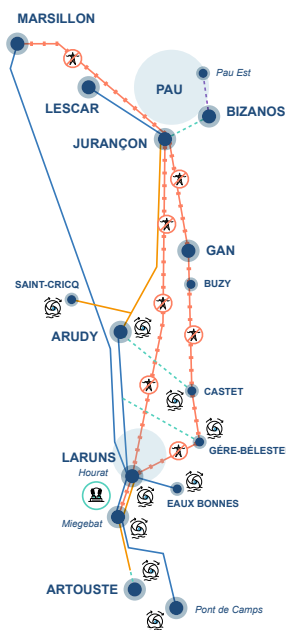 MARSILLON
PAU
Pau Est
LESCAR
BIZANOS
JURANÇON
GAN
BUZY
SAINT-CRICQ
ARUDY
CASTET
GÉRE-BÉLESTE
LARUNS
Hourat
EAUX BONNES
Miegebat
ARTOUSTE
Pont de Camps